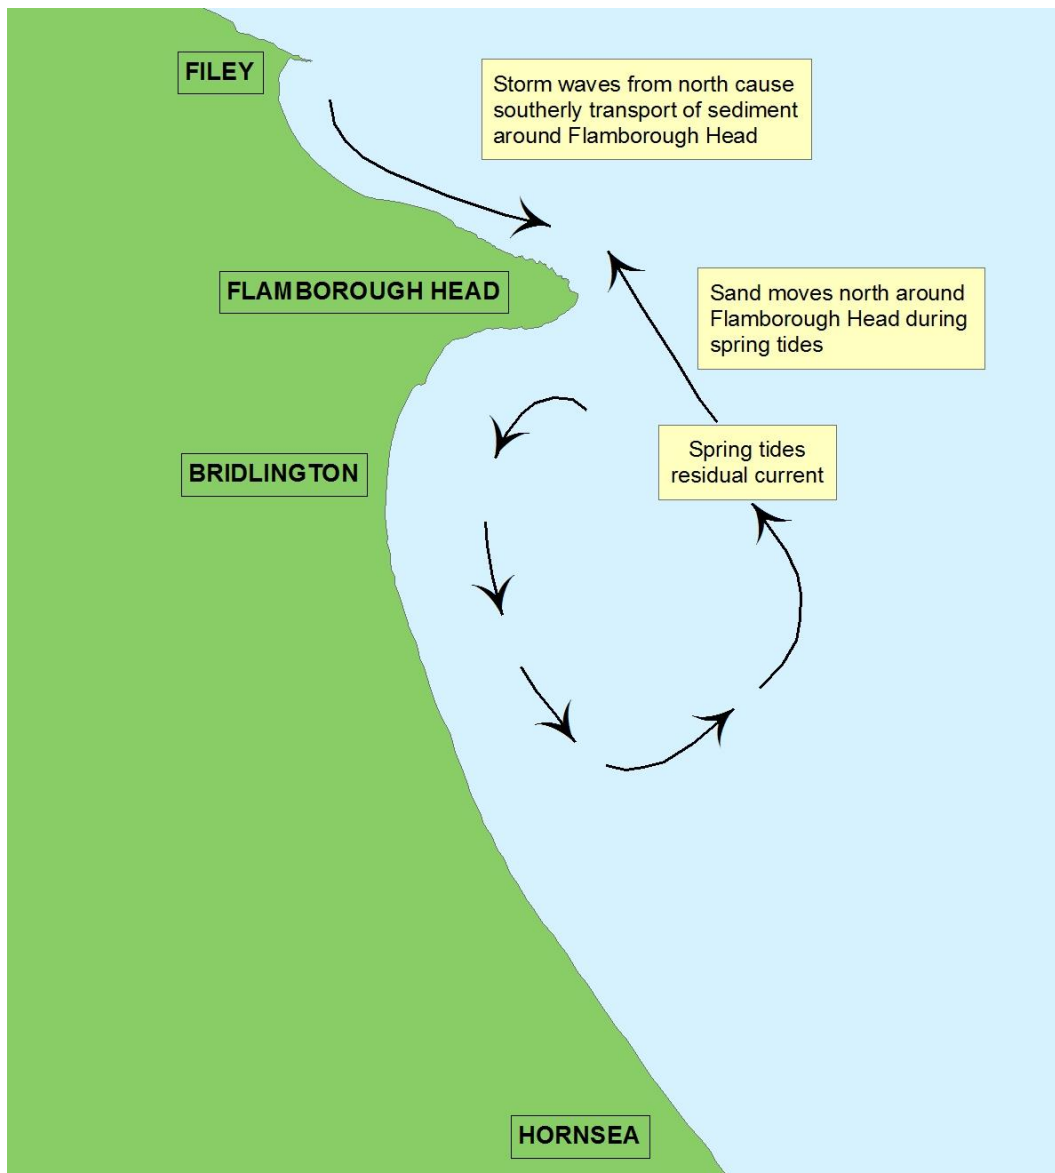 FILEY
Storm waves from north cause
southerly transport of sediment
around Flamborough Head
FLAMBOROUGH HEAD
Sand moves north around
Flamborough Head during
spring tides
BRIDLINGTON
Spring tides
residual current
HORNSEA